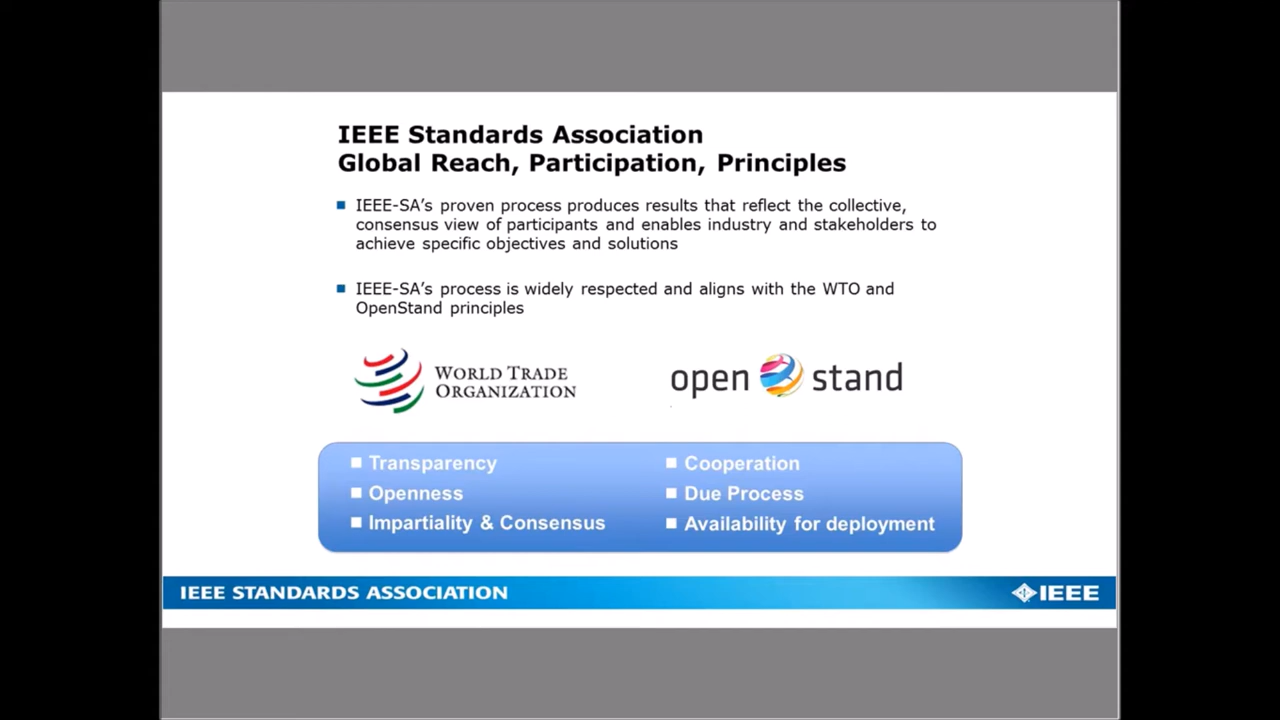 IEEE Standards Association
Global Reach, Participation, Principles
IEEE-SA's proven process produces results that reflect the collective,
consensus view of participants and enables industry and stakeholders to
achieve specific objectives and solutions
IEEE-SA's process is widely respected and aligns with the WTO and
OpenStand principles
WORLD TRADE
ORGANIZATION
open stand
Transparency
Openness
Impartiality & Consensus
Cooperation
Due Process
Availability for deployment
IEEE STANDARDS ASSOCIATION
IEEE